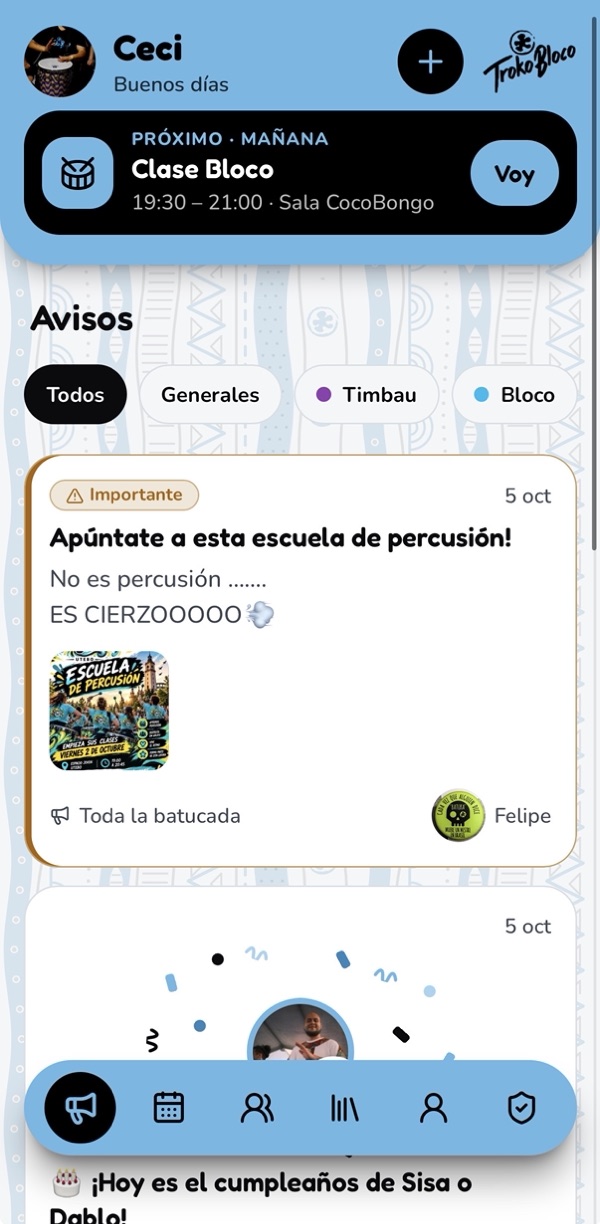 Ceci
Buenos días
TrokoBloco
PRÓXIMO · MAÑANA
Clase Bloco
19:30 – 21:00 · Sala CocoBongo
Voy
Avisos
Todos
Generales
Timbau
Bloco
Importante
5 oct
Apúntate a esta escuela de percusión!
No es percusión .......
ES CIERZOOOOO💨
UTEBO
ESCUELA
DE PERCUSIÓN
EMPIEZA SUS CLASES
VIERNES 2 DE OCTUBRE
Toda la batucada
Felipe
5 oct
🎂 ¡Hoy es el cumpleaños de Sisa o
Dablo!